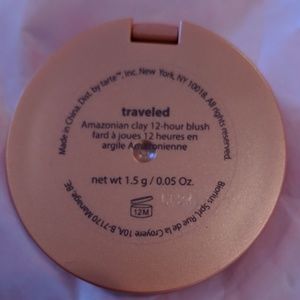 Made in China. Dist. by tarte™, inc. New York, NY 10018. All rights reserved.
traveled
Amazonian clay 12-hour blush
fard à joues 12 heures en
argile Amazonienne
net wt 1.5 g / 0.05 Oz.
12M
Bionus Sprl, Rue de la Croyere 10A, B-7170 Manage, BE